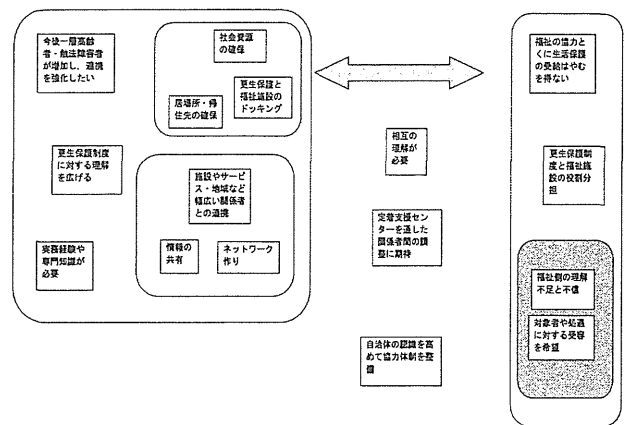 今後一層高齢
者・触法障害者
が増加し、連携
を強化したい
社会資源
の確保
更生保護と
福祉施設の
ドッキング
居場所・帰
住先の確保
更生保護制度
に対する理解
を広げる
施設やサービ
ス・地域など
幅広い関係者
との連携
情報の
共有
ネットワーク
作り
実務経験や
専門知識が
必要
相互の
理解が
必要
定着支援セン
ターを通した
関係者間の調
整に期待
自治体の認識を高
めて協力体制を整
備
福祉の協力と
くに生活保護
の受給はやむ
を得ない
更生保護制
度と福祉施
設の役割分
担
福祉側の理解
不足と不信
対象者や処遇
に対する受容
を希望